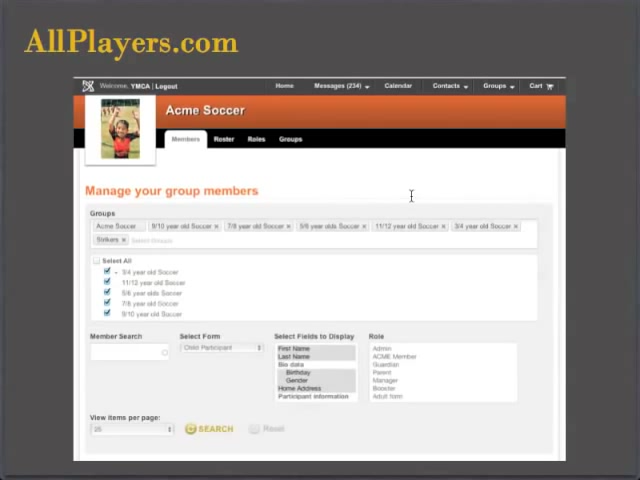 AllPlayers.com
Welcome, YMCA | Logout Home Messages (234) Calendar Contacts Groups Cart
Acme Soccer
Members Roster Roles Groups
Manage your group members
Groups
Acme Soccer 9/10 year old Soccer × 7/8 year old Soccer × 5/6 year olds Soccer × 11/12 year old Soccer × 3/4 year old Soccer ×
Strikers × Select Groups
Select All
- 3/4 year old Soccer
11/12 year old Soccer
5/6 year olds Soccer
7/8 year old Soccer
9/10 year old Soccer
Member Search Select Form Select Fields to Display Role
Child Participant
First Name
Last Name
Bio data
Birthday
Gender
Home Address
Participant Information
Admin
ACME Member
Guardian
Parent
Manager
Booster
Adult form
View items per page:
25 SEARCH Reset